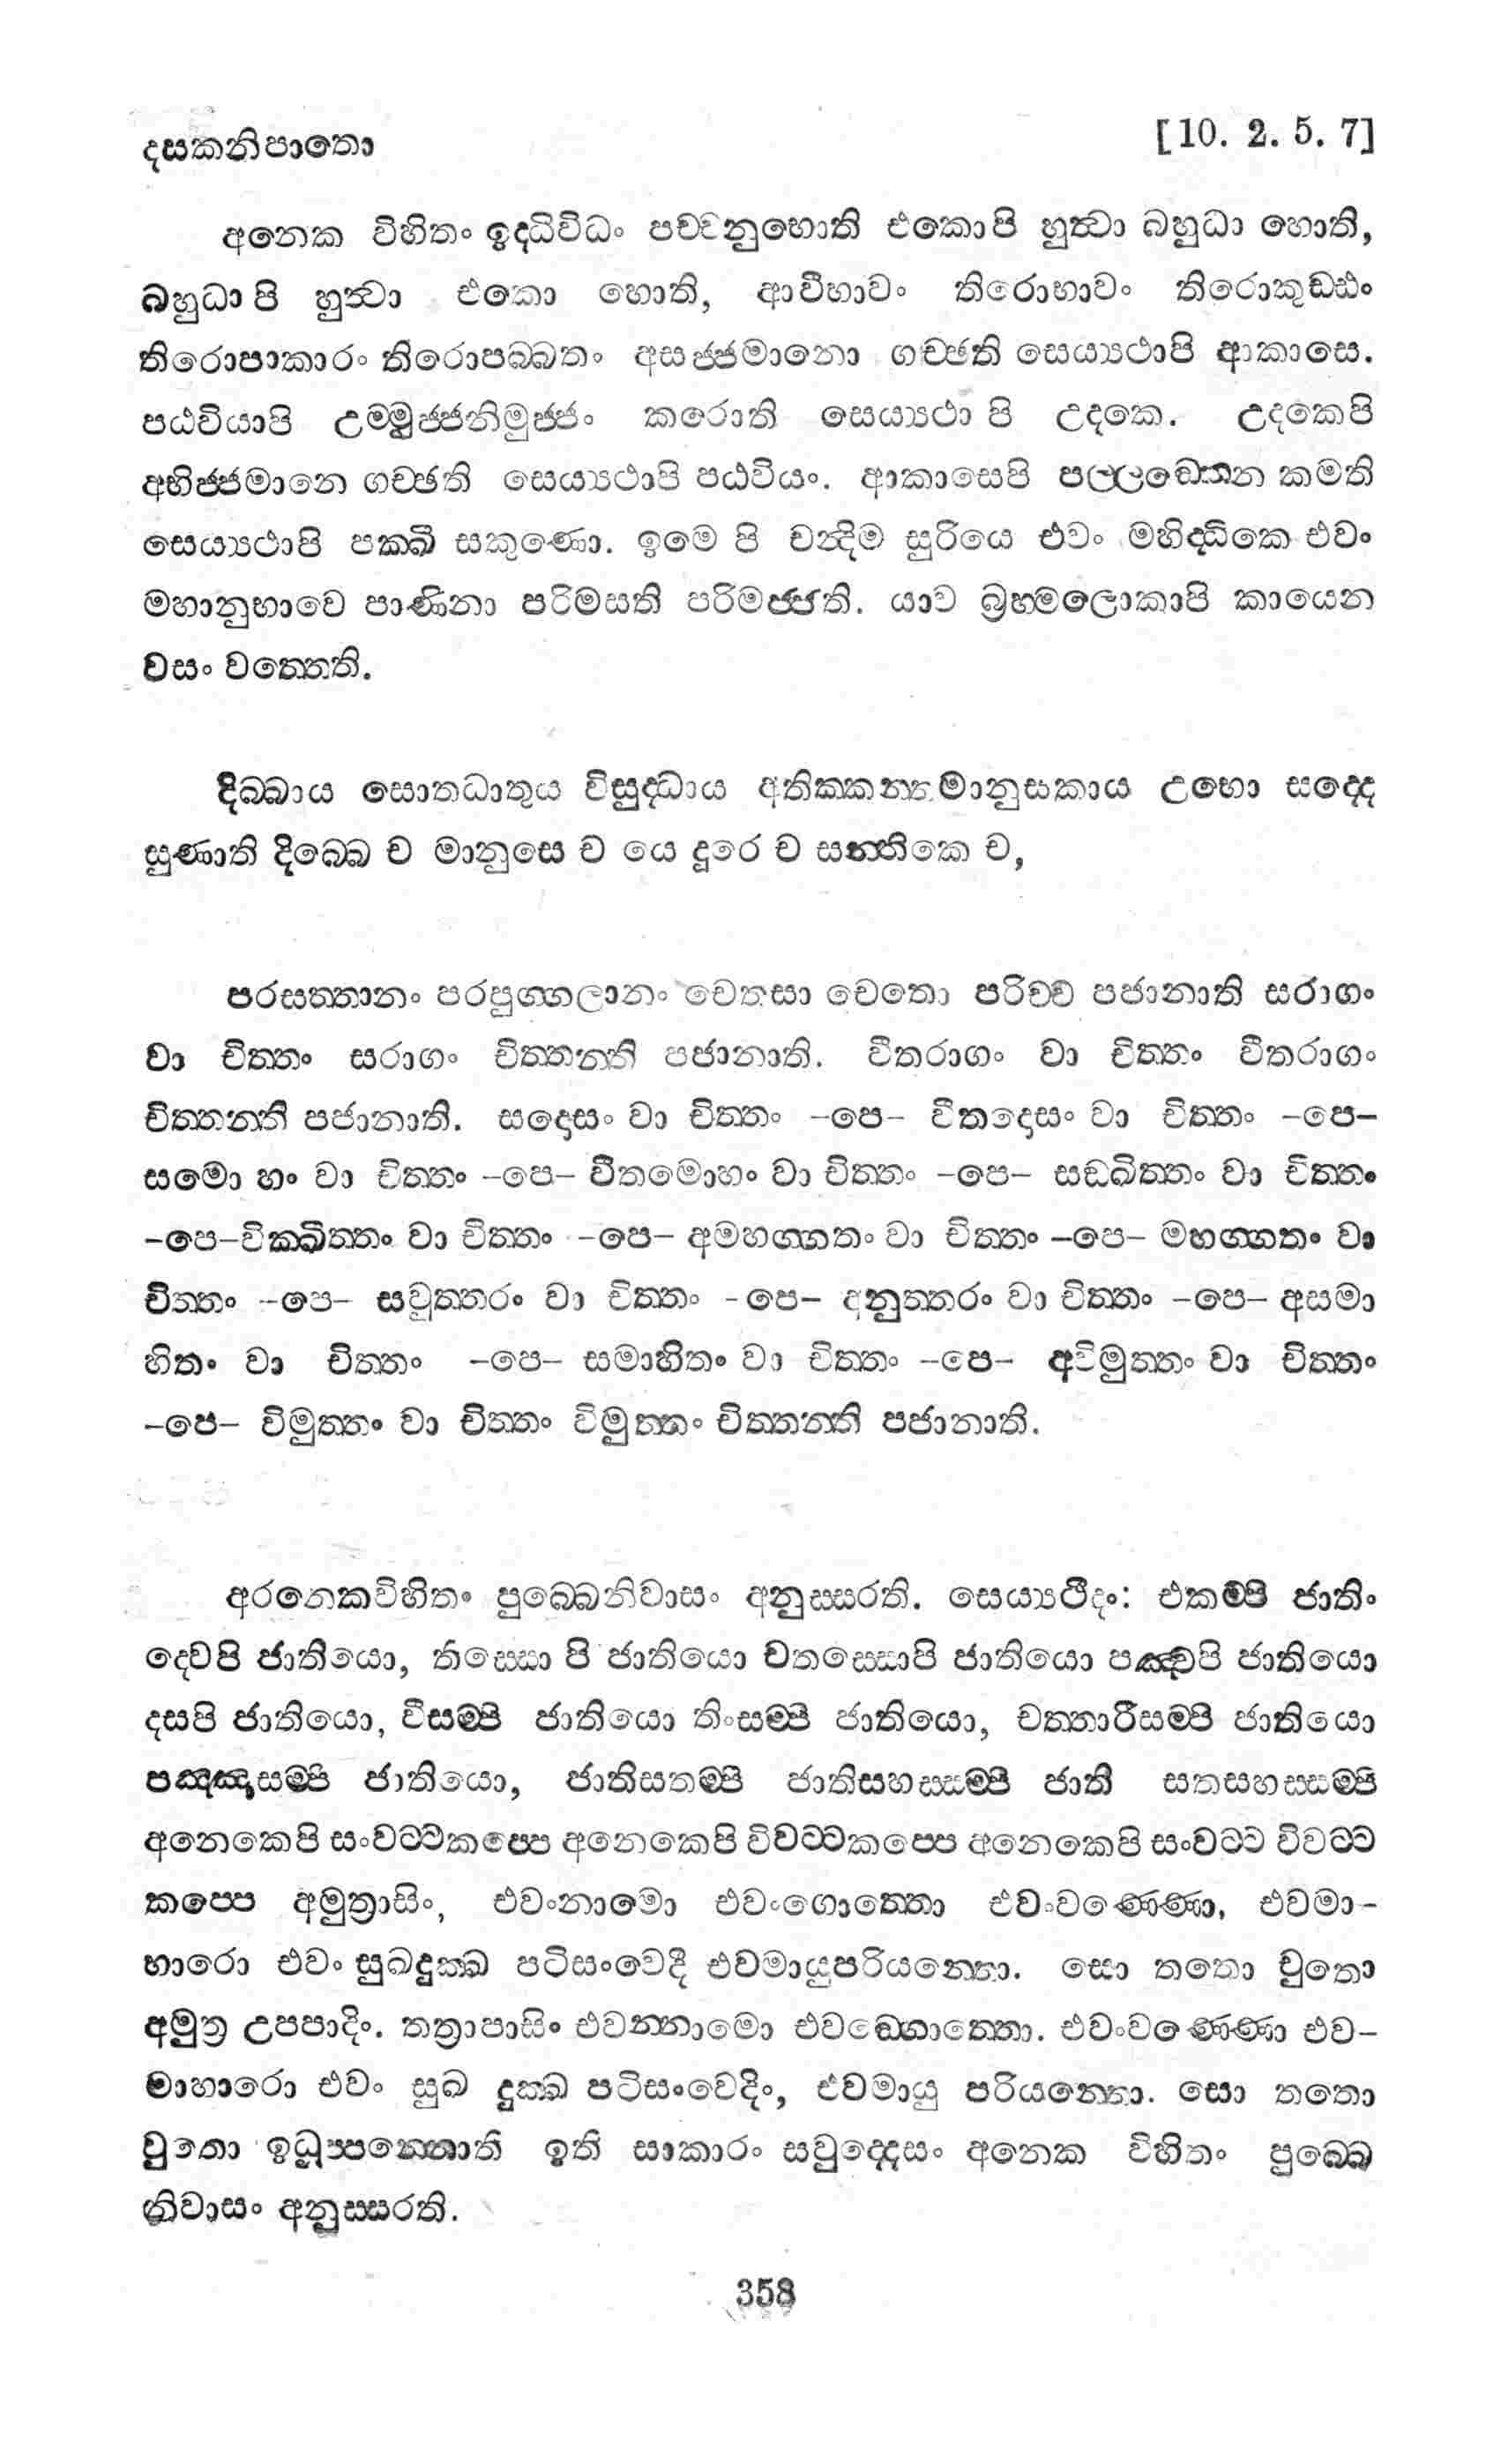 දසකනිපාතො
[10. 2. 5. 7]
අනෙක විහිතං ඉද්ධිවිධං පච්චනුභොති එකොපි හුත්වා බහුධා හොති,
බහුධා පි හුත්වා එකො හොති, ආවීභාවං තිරොභාවං තිරොකුඩ්ඪං
තිරොපාකාරං තිරොපබ්බතං අසජ්ජමානො ගච්ඡති සෙය්‍යථාපි ආකාසෙ.
පඨවියාපි උම්මුජ්ජනිමුජ්ජං කරොති සෙය්‍යථා පි උදකෙ. උදකෙපි
අභිජ්ජමානෙ ගච්ඡති සෙය්‍යථාපි පඨවියං. ආකාසෙපි පල්ලඞ්කෙන කමති
සෙය්‍යථාපි පක්ඛී සකුණො. ඉමෙ පි චන්දිම සූරියෙ එවං මහිද්ධිකෙ එවං
මහානුභාවෙ පාණිනා පරිමසති පරිමජ්ජති. යාව බ්‍රහ්මලොකාපි කායෙන
වසං වත්තෙති.
දිබ්බාය සොතධාතුය විසුද්ධාය අතික්කන්තමානුසකාය උභො සද්දෙ
සුණාති දිබ්බෙ ච මානුසෙ ච යෙ දූරෙ ච සන්තිකෙ ච,
පරසත්තානං පරපුග්ගලානං චෙතසා චෙතො පරිච්ච පජානාති සරාගං
වා චිත්තං සරාගං චිත්තන්ති පජානාති. වීතරාගං වා චිත්තං වීතරාගං
චිත්තන්ති පජානාති. සදොසං වා චිත්තං –පෙ– වීතදොසං වා චිත්තං –පෙ–
සමො හං වා චිත්තං –පෙ– වීතමොහං වා චිත්තං –පෙ– සඞ්ඛිත්තං වා චිත්තං
–පෙ–වික්ඛිත්තං වා චිත්තං –පෙ– අමහග්ගතං වා චිත්තං –පෙ– මහග්ගතං වා
චිත්තං –පෙ– සවුත්තරං වා චිත්තං –පෙ– අනුත්තරං වා චිත්තං –පෙ– අසමා
හිතං වා චිත්තං –පෙ– සමාහිතං වා චිත්තං –පෙ– අවිමුත්තං වා චිත්තං
–පෙ– විමුත්තං වා චිත්තං විමුත්තං චිත්තන්ති පජානාති.
අරනෙකවිහිතං පුබ්බෙනිවාසං අනුස්සරති. සෙය්‍යථිදං: එකම්පි ජාතිං
ද්වෙපි ජාතියො, තිස්සො පි ජාතියො චතස්සොපි ජාතියො පඤ්චපි ජාතියො
දසපි ජාතියො, වීසම්පි ජාතියො තිංසම්පි ජාතියො, චත්තාරීසම්පි ජාතියො
පඤ්ඤාසම්පි ජාතියො, ජාතිසතම්පි ජාතිසහස්සම්පි ජාති සතසහස්සම්පි
අනෙකෙපි සංවට්ටකප්පෙ අනෙකෙපි විවට්ටකප්පෙ අනෙකෙපි සංවට්ට විවට්ට
කප්පෙ අමුත්‍රාසිං, එවංනාමො එවංගොත්තො එවංවණ්ණො, එවමා–
හාරො එවං සුඛදුක්ඛ පටිසංවෙදී එවමායුපරියන්තො. සො තතො චුතො
අමුත්‍ර උපපාදිං. තත්‍රාපාසිං එවන්නාමො එවඞ්ගොත්තො. එවංවණ්ණො එව–
මාහාරො එවං සුඛ දුක්ඛ පටිසංවෙදිං, එවමායු පරියන්තො. සො තතො
චුතො ඉධූපපන්නොති ඉති සාකාරං සවුද්දෙසං අනෙක විහිතං පුබ්බෙ
නිවාසං අනුස්සරති.
358